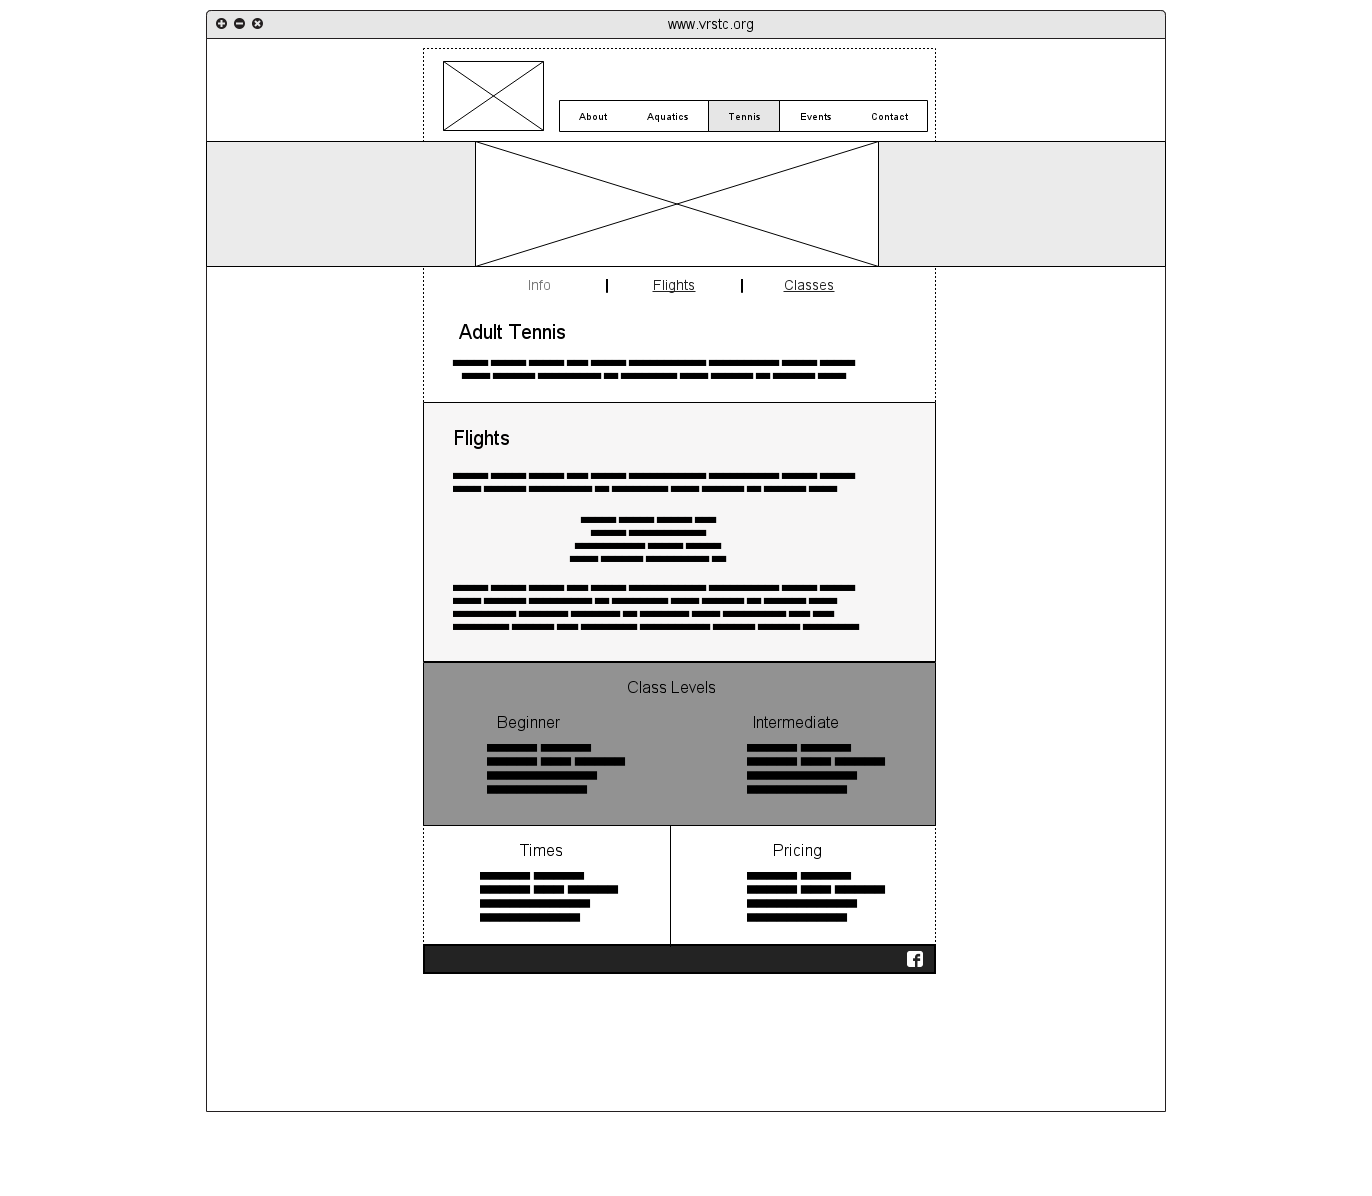 www.vrstc.org
About Aquatics Tennis Events Contact
Info Flights Classes
Adult Tennis
Flights
Class Levels
Beginner Intermediate
Times Pricing